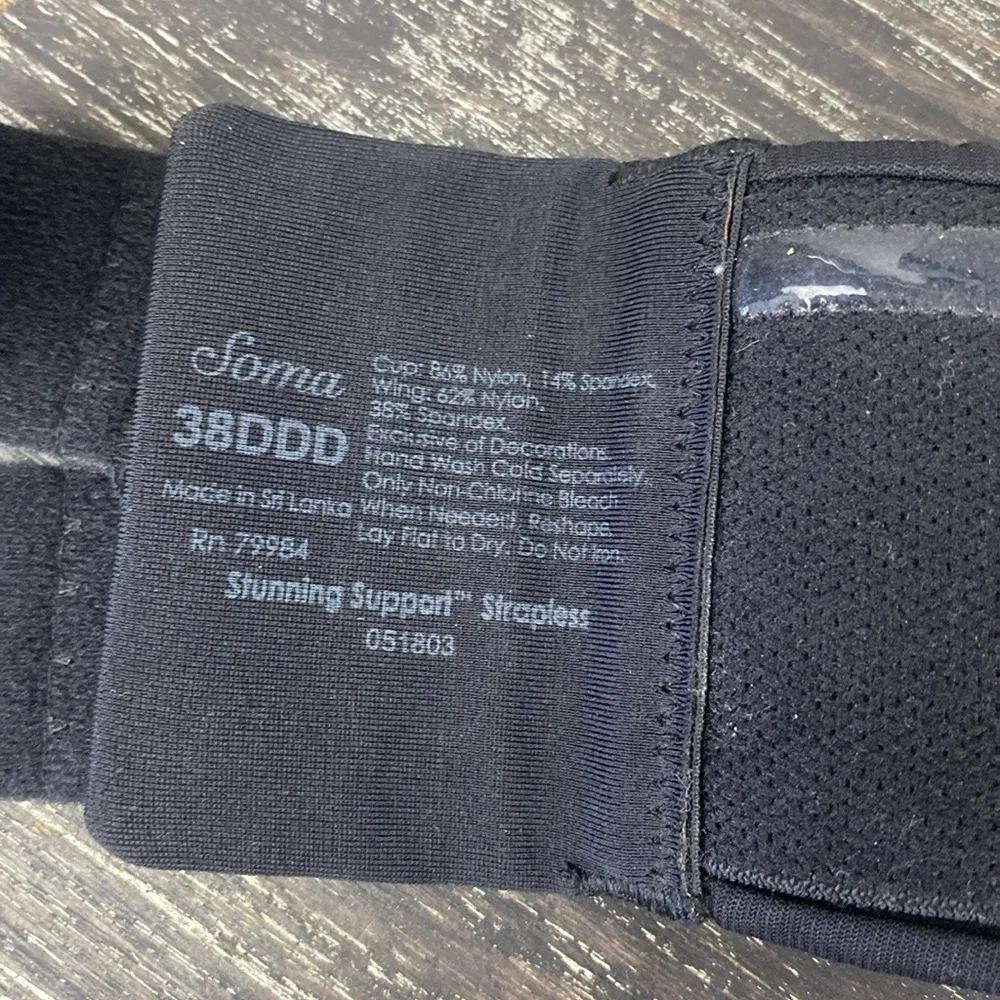 Soma
38DDD
Made in Sri Lanka
Rn 79984
Cup: 86% Nylon, 14% Spandex,
Wing: 62% Nylon,
38% Spandex.
Exclusive of Decorations.
Hand Wash Cold Separately.
Only Non-Chlorine Bleach
When Needed. Reshape.
Lay Flat to Dry. Do Not Iron.
Stunning Support™ Strapless
051803